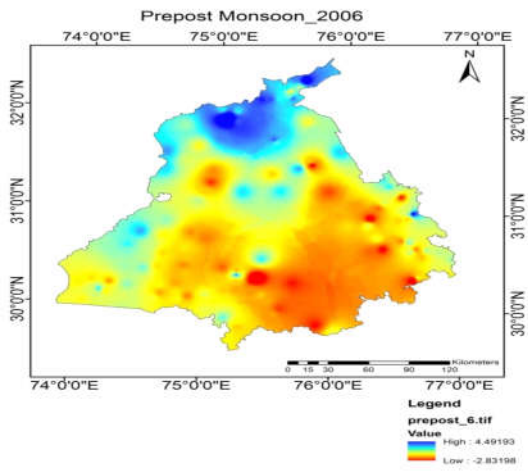 Prepost Monsoon_2006
74°0'0"E 75°0'0"E 76°0'0"E 77°0'0"E
N
32°0'0"N 32°0'0"N
31°0'0"N 31°0'0"N
30°0'0"N 30°0'0"N
Kilometers
0 15 30 60 90 120
74°0'0"E 75°0'0"E 76°0'0"E 77°0'0"E
Legend
prepost_6.tif
Value
High : 4.49193
Low : -2.83198